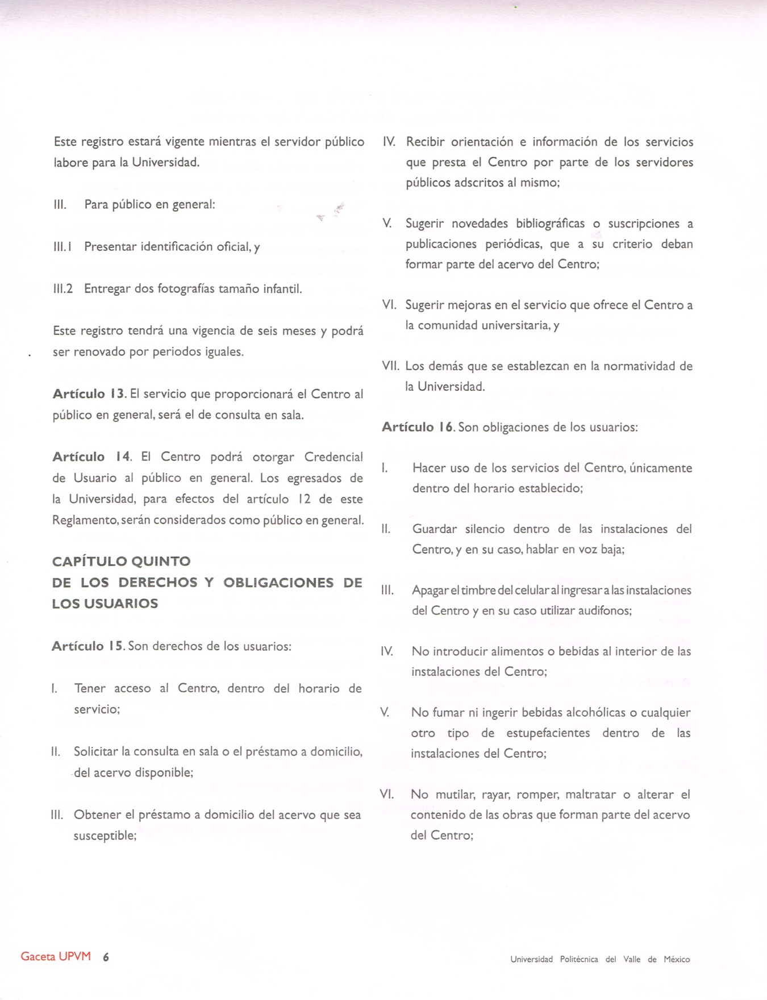 Este registro estará vigente mientras el servidor público
labore para la Universidad.
III. Para público en general:
III.1 Presentar identificación oficial, y
III.2 Entregar dos fotografías tamaño infantil.
Este registro tendrá una vigencia de seis meses y podrá
ser renovado por periodos iguales.
Artículo 13. El servicio que proporcionará el Centro al
público en general, será el de consulta en sala.
Artículo 14. El Centro podrá otorgar Credencial
de Usuario al público en general. Los egresados de
la Universidad, para efectos del artículo 12 de este
Reglamento, serán considerados como público en general.
CAPÍTULO QUINTO
DE LOS DERECHOS Y OBLIGACIONES DE
LOS USUARIOS
Artículo 15. Son derechos de los usuarios:
I. Tener acceso al Centro, dentro del horario de
servicio;
II. Solicitar la consulta en sala o el préstamo a domicilio,
del acervo disponible;
III. Obtener el préstamo a domicilio del acervo que sea
susceptible;
IV. Recibir orientación e información de los servicios
que presta el Centro por parte de los servidores
públicos adscritos al mismo;
V. Sugerir novedades bibliográficas o suscripciones a
publicaciones periódicas, que a su criterio deban
formar parte del acervo del Centro;
VI. Sugerir mejoras en el servicio que ofrece el Centro a
la comunidad universitaria, y
VII. Los demás que se establezcan en la normatividad de
la Universidad.
Artículo 16. Son obligaciones de los usuarios:
I. Hacer uso de los servicios del Centro, únicamente
dentro del horario establecido;
II. Guardar silencio dentro de las instalaciones del
Centro, y en su caso, hablar en voz baja;
III. Apagar el timbre del celular al ingresar a las instalaciones
del Centro y en su caso utilizar audifonos;
IV. No introducir alimentos o bebidas al interior de las
instalaciones del Centro;
V. No fumar ni ingerir bebidas alcohólicas o cualquier
otro tipo de estupefacientes dentro de las
instalaciones del Centro;
VI. No mutilar, rayar, romper, maltratar o alterar el
contenido de las obras que forman parte del acervo
del Centro;
Gaceta UPVM 6
Universidad Politécnica del Valle de México